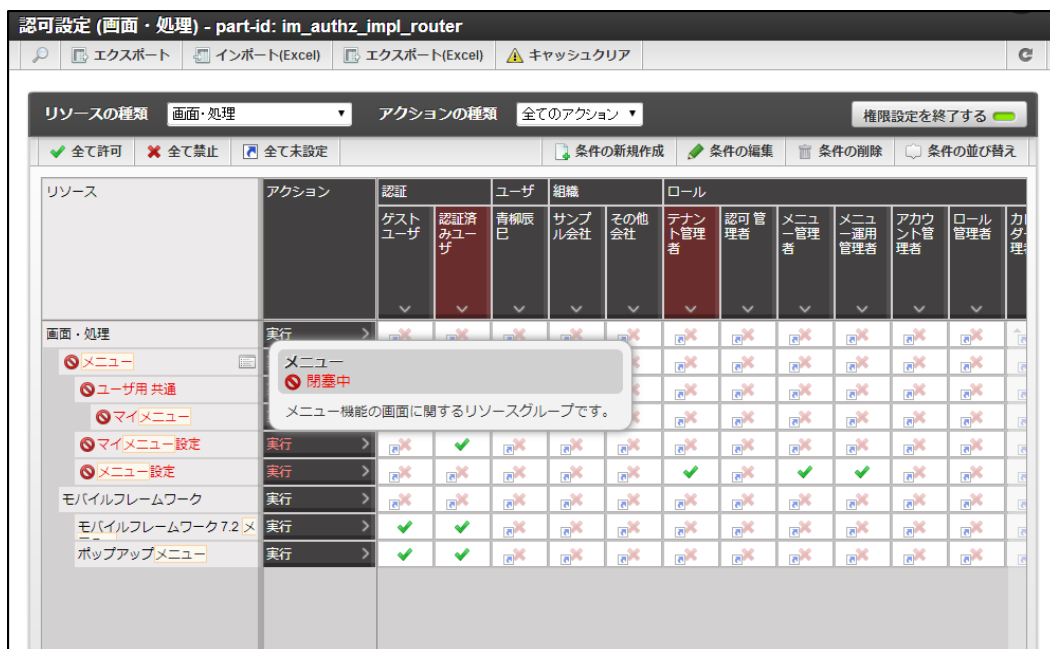 認可設定 (画面・処理) - part-id: im_authz_impl_router
エクスポート インポート(Excel) エクスポート(Excel) キャッシュクリア
リソースの種類 画面・処理 アクションの種類 全てのアクション 権限設定を終了する
全て許可 全て禁止 全て未設定 条件の新規作成 条件の編集 条件の削除 条件の並び替え
リソース アクション 認証 ユーザ 組織 ロール
ゲストユーザ 認証済みユーザ 青柳辰巳 サンプル会社 その他会社 テナント管理者 認可管理者 メニュー管理者 メニュー運用管理者 アカウント管理者 ロール管理者
画面・処理 実行
メニュー
ユーザ用 共通
マイメニュー
メニュー
閉塞中
メニュー機能の画面に関するリソースグループです。
マイメニュー設定 実行
メニュー設定 実行
モバイルフレームワーク 実行
モバイルフレームワーク 7.2 メ 実行
ポップアップメニュー 実行